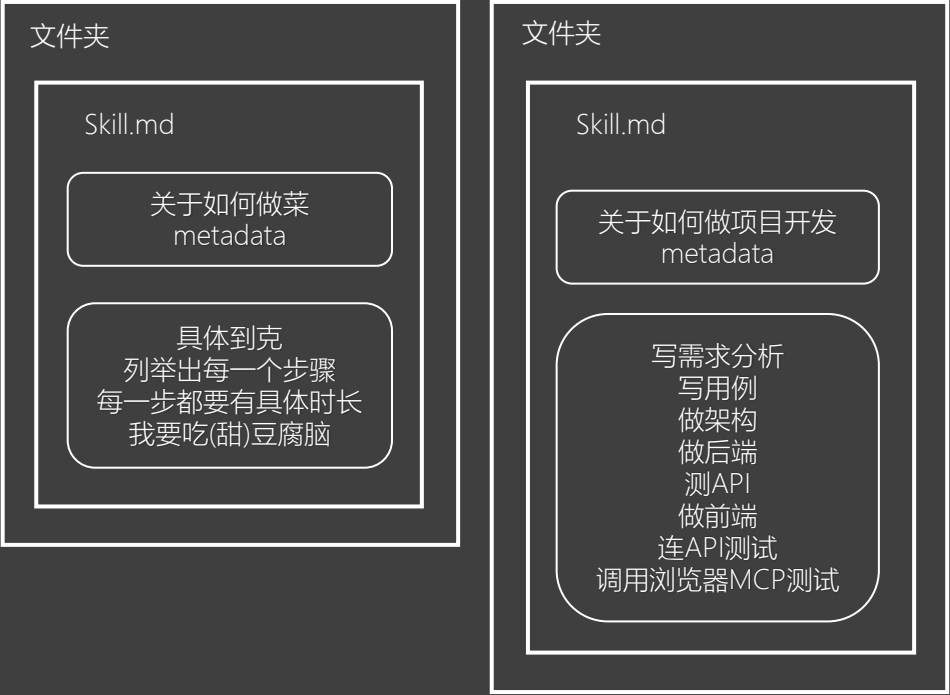 文件夹
Skill.md
关于如何做菜
metadata
具体到克
列举出每一个步骤
每一步都要有具体时长
我要吃(甜)豆腐脑
文件夹
Skill.md
关于如何做项目开发
metadata
写需求分析
写用例
做架构
做后端
测API
做前端
连API测试
调用浏览器MCP测试